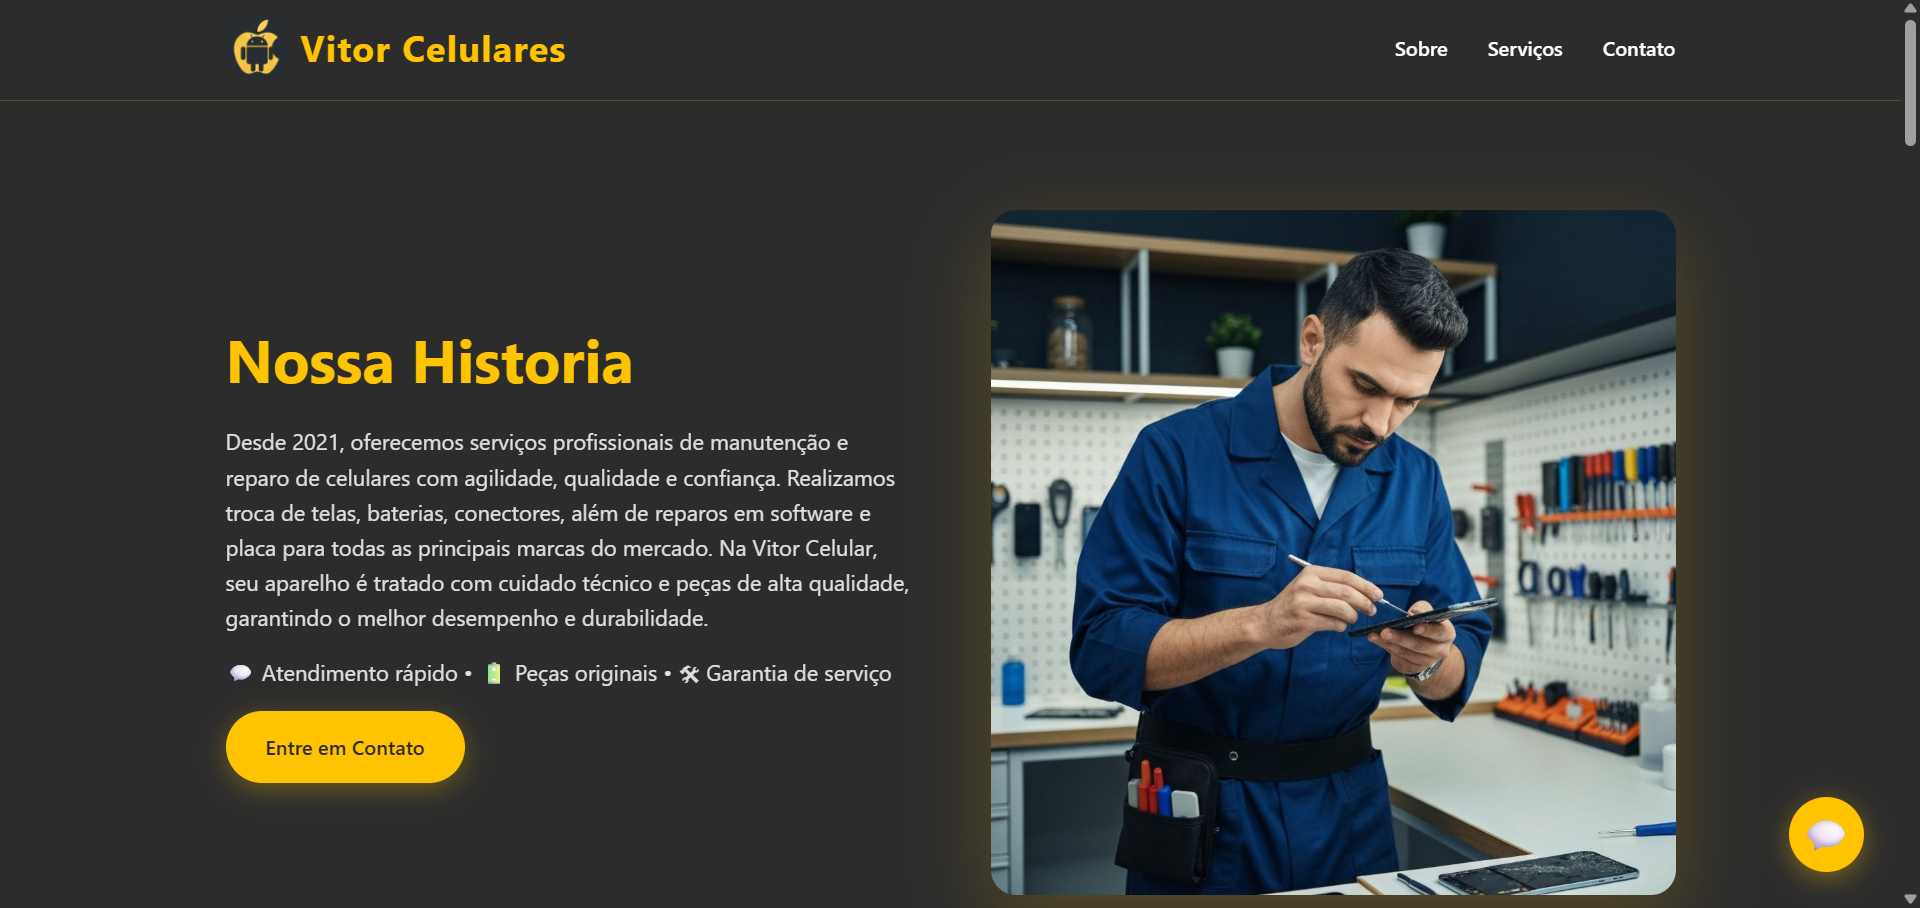 Vitor Celulares
Sobre
Serviços
Contato
Nossa Historia
Desde 2021, oferecemos serviços profissionais de manutenção e
reparo de celulares com agilidade, qualidade e confiança. Realizamos
troca de telas, baterias, conectores, além de reparos em software e
placa para todas as principais marcas do mercado. Na Vitor Celular,
seu aparelho é tratado com cuidado técnico e peças de alta qualidade,
garantindo o melhor desempenho e durabilidade.
💬 Atendimento rápido • 🔋 Peças originais • 🛠 Garantia de serviço
Entre em Contato